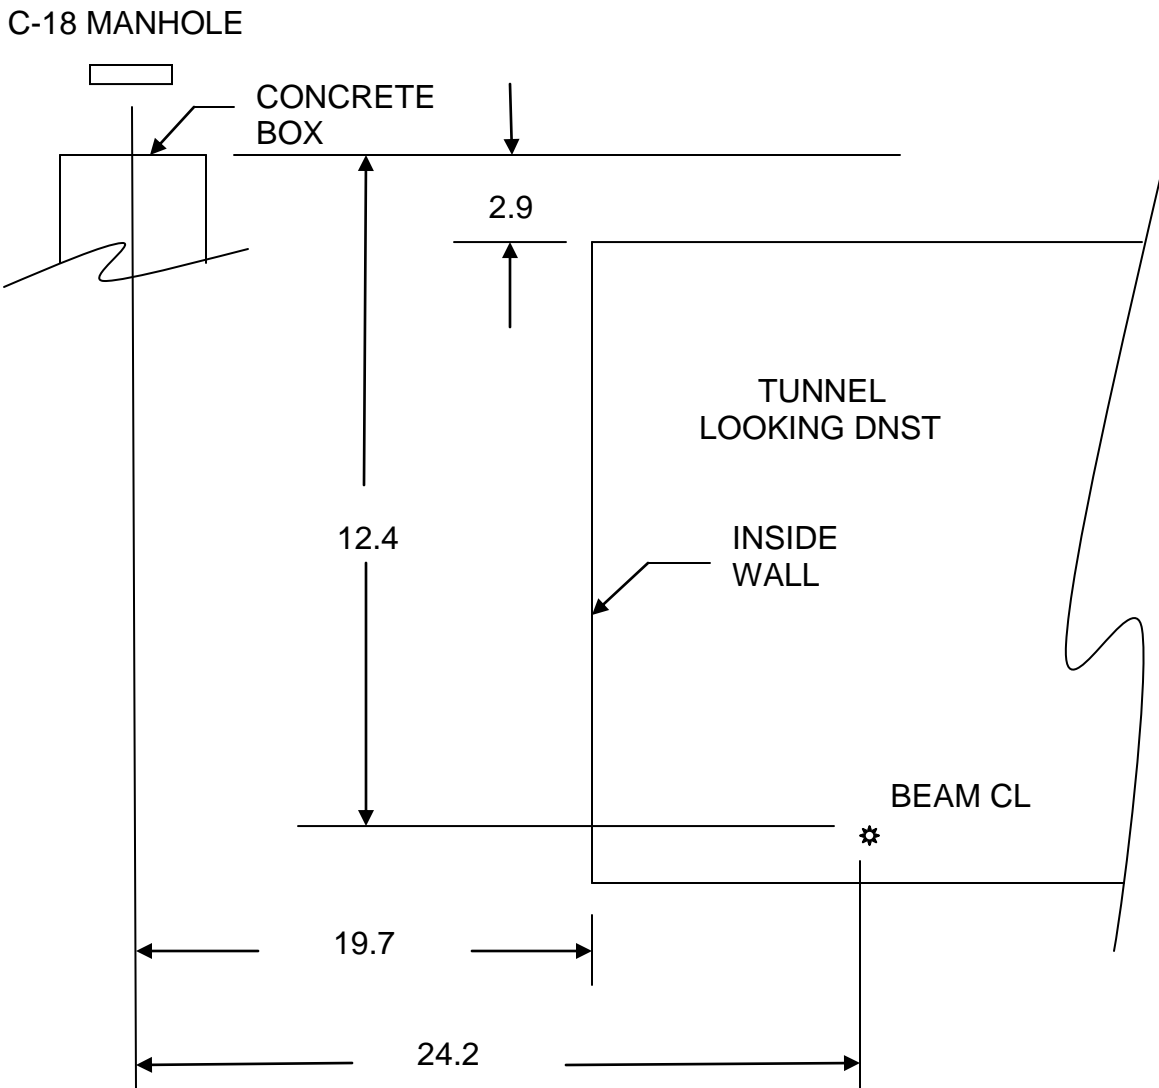 C-18 MANHOLE
CONCRETE
BOX
2.9
TUNNEL
LOOKING DNST
12.4
INSIDE
WALL
BEAM CL
19.7
24.2